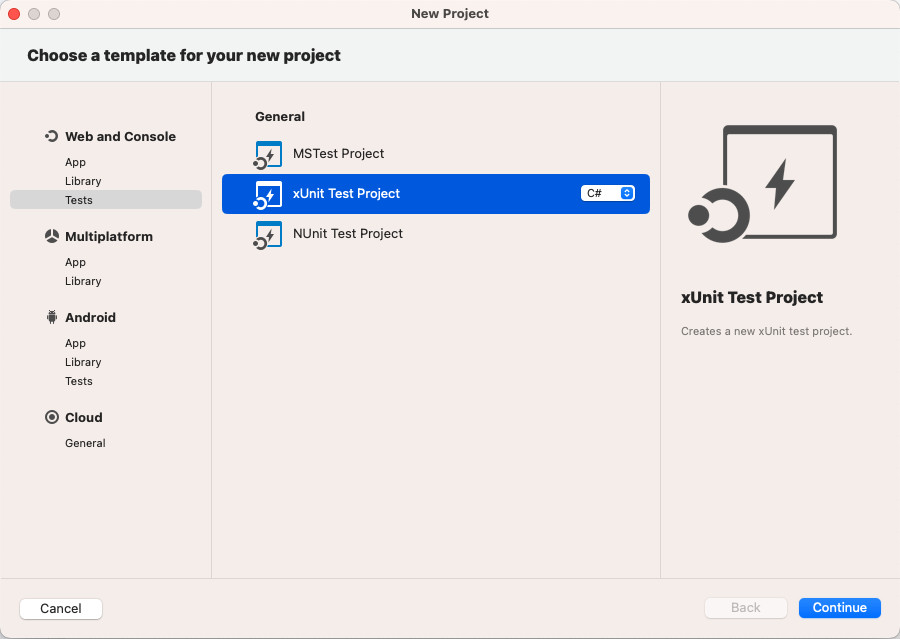 New Project
Choose a template for your new project
Web and Console
App
Library
Tests
Multiplatform
App
Library
Android
App
Library
Tests
Cloud
General
General
MSTest Project
xUnit Test Project
C#
NUnit Test Project
xUnit Test Project
Creates a new xUnit test project.
Cancel
Back
Continue